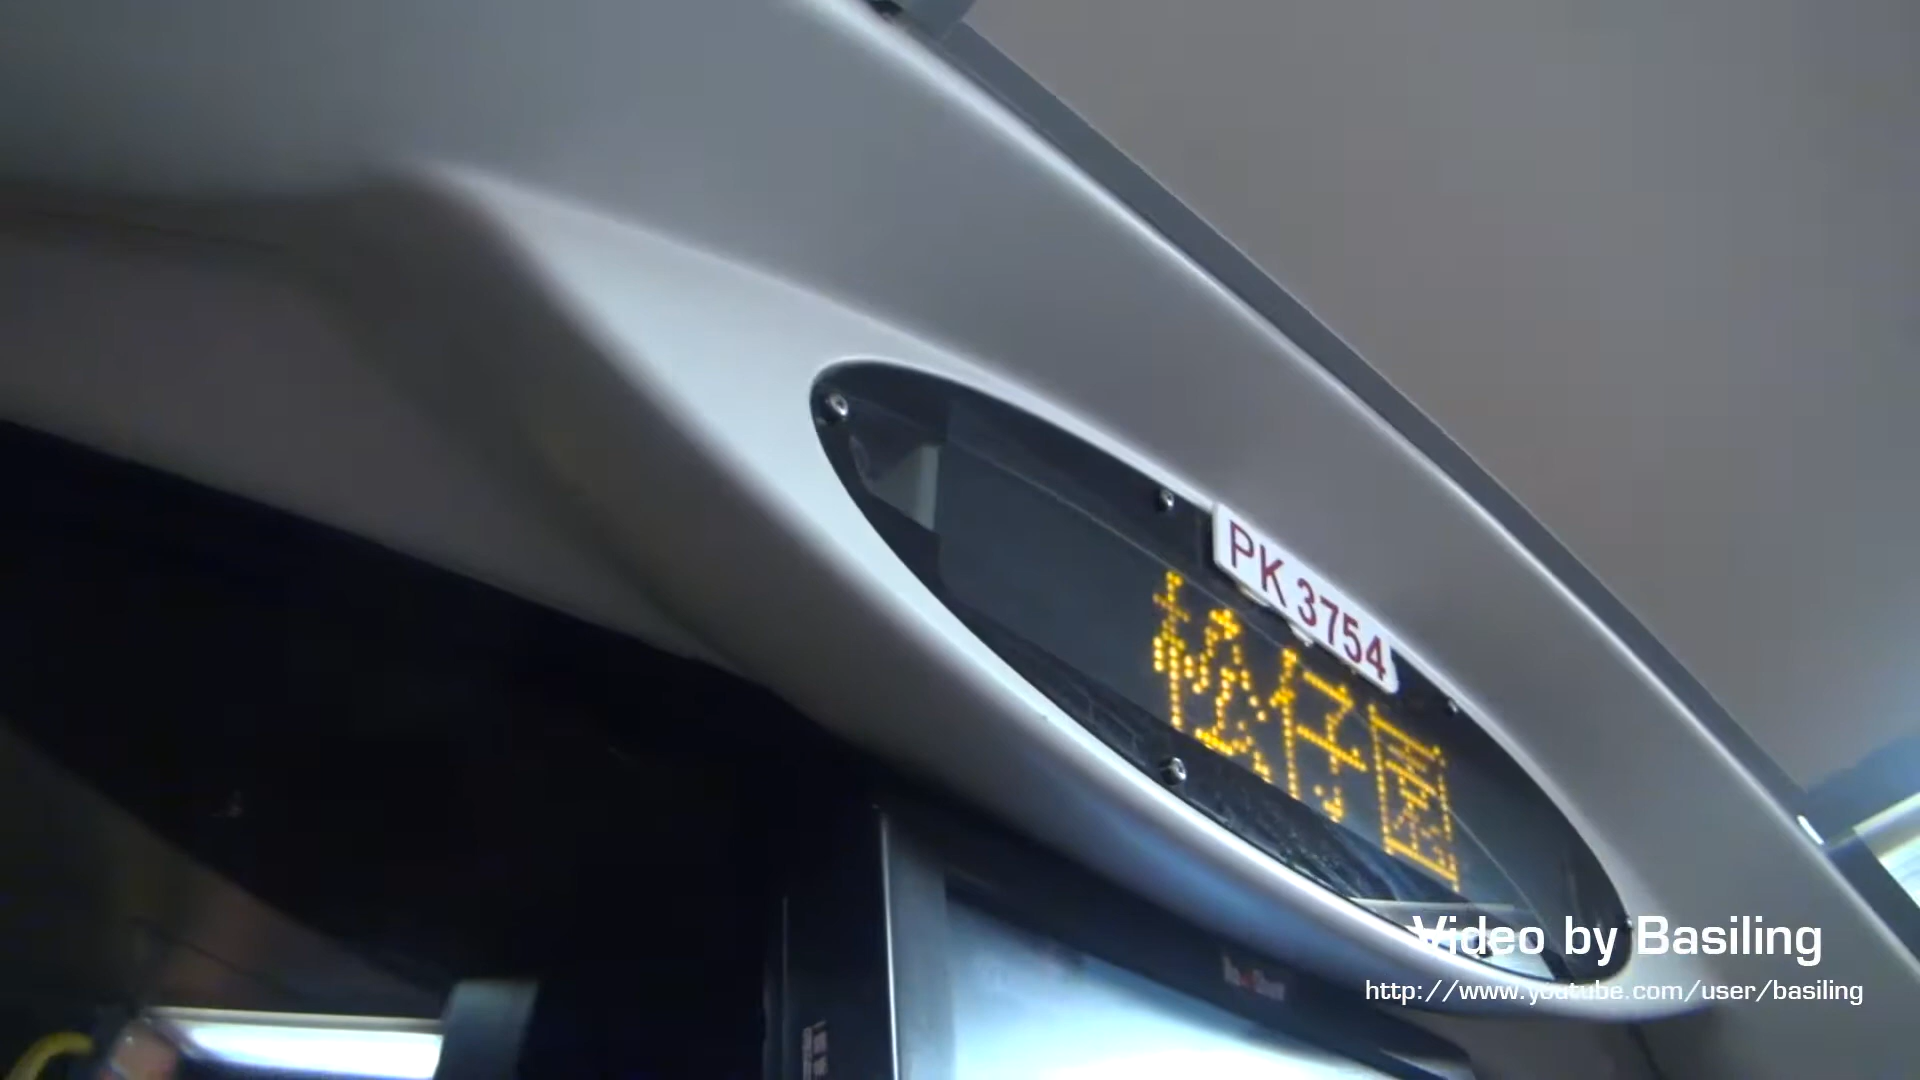 PK 3754
松仔園
Video by Basiling
http://www.youtube.com/user/basiling